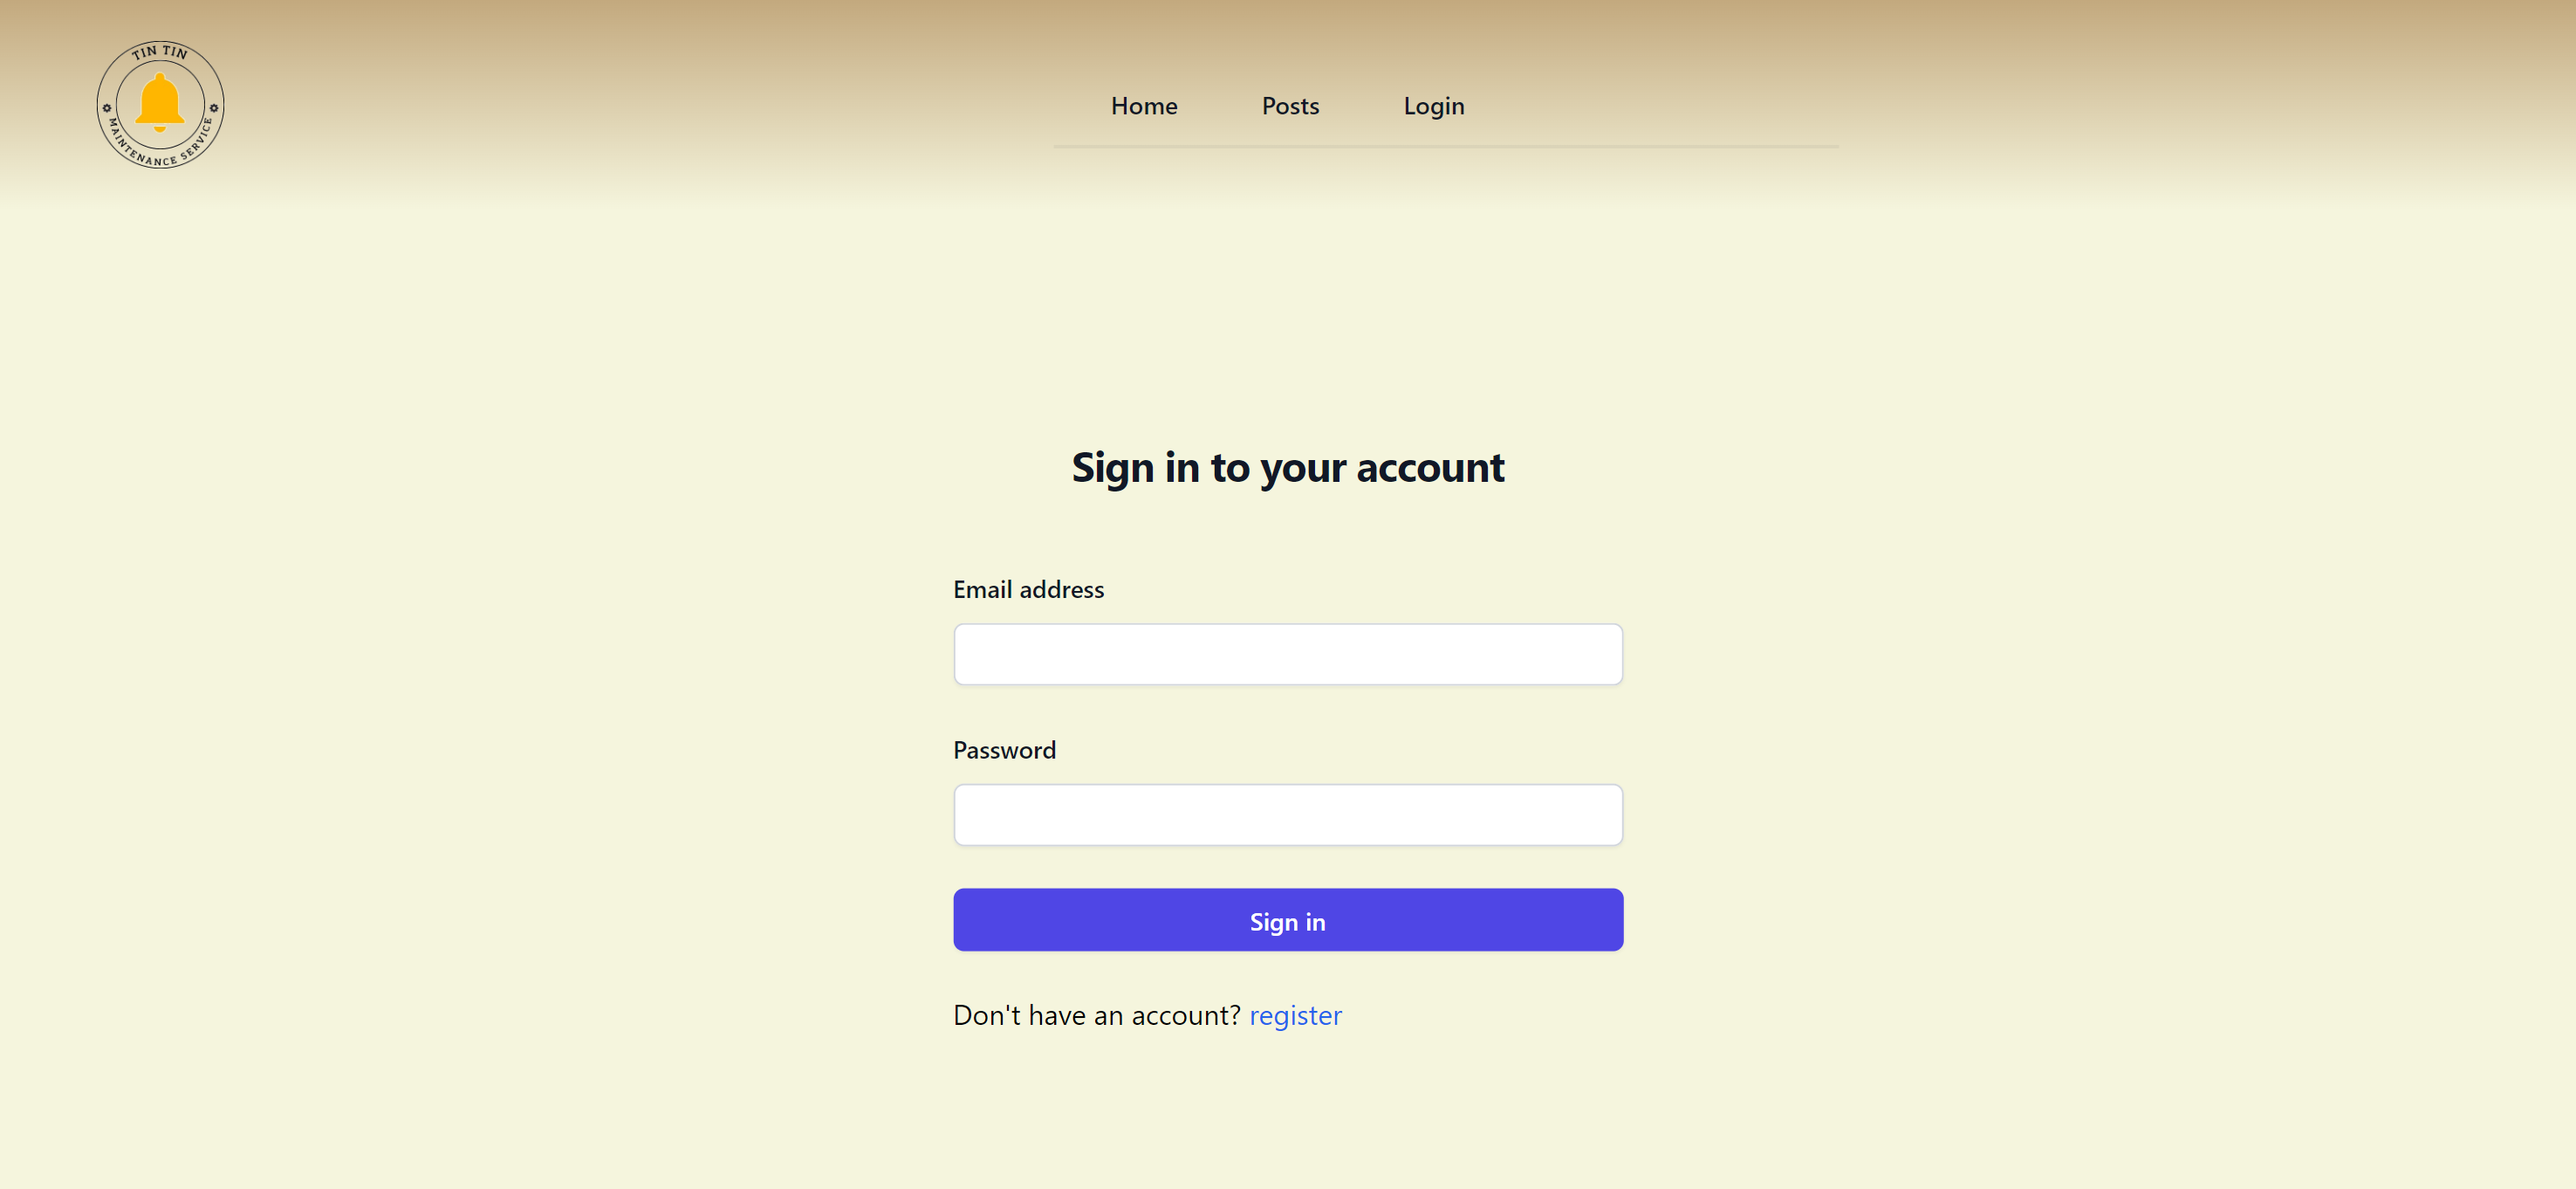 TIN TIN
MAINTENANCE SERVICE
Home Posts Login
Sign in to your account
Email address
Password
Sign in
Don't have an account? register